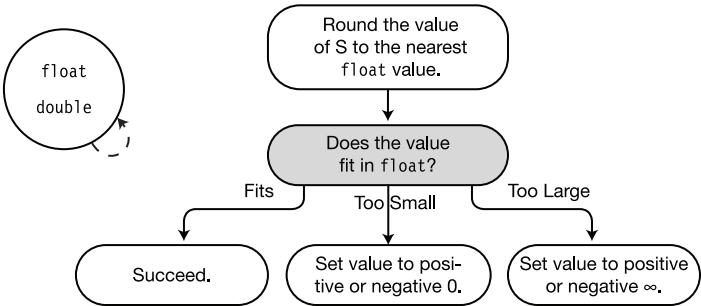 float
double
Round the value
of S to the nearest
float value.
Does the value
fit in float?
Fits
Too Small
Too Large
Succeed.
Set value to posi-
tive or negative 0.
Set value to positive
or negative ∞.